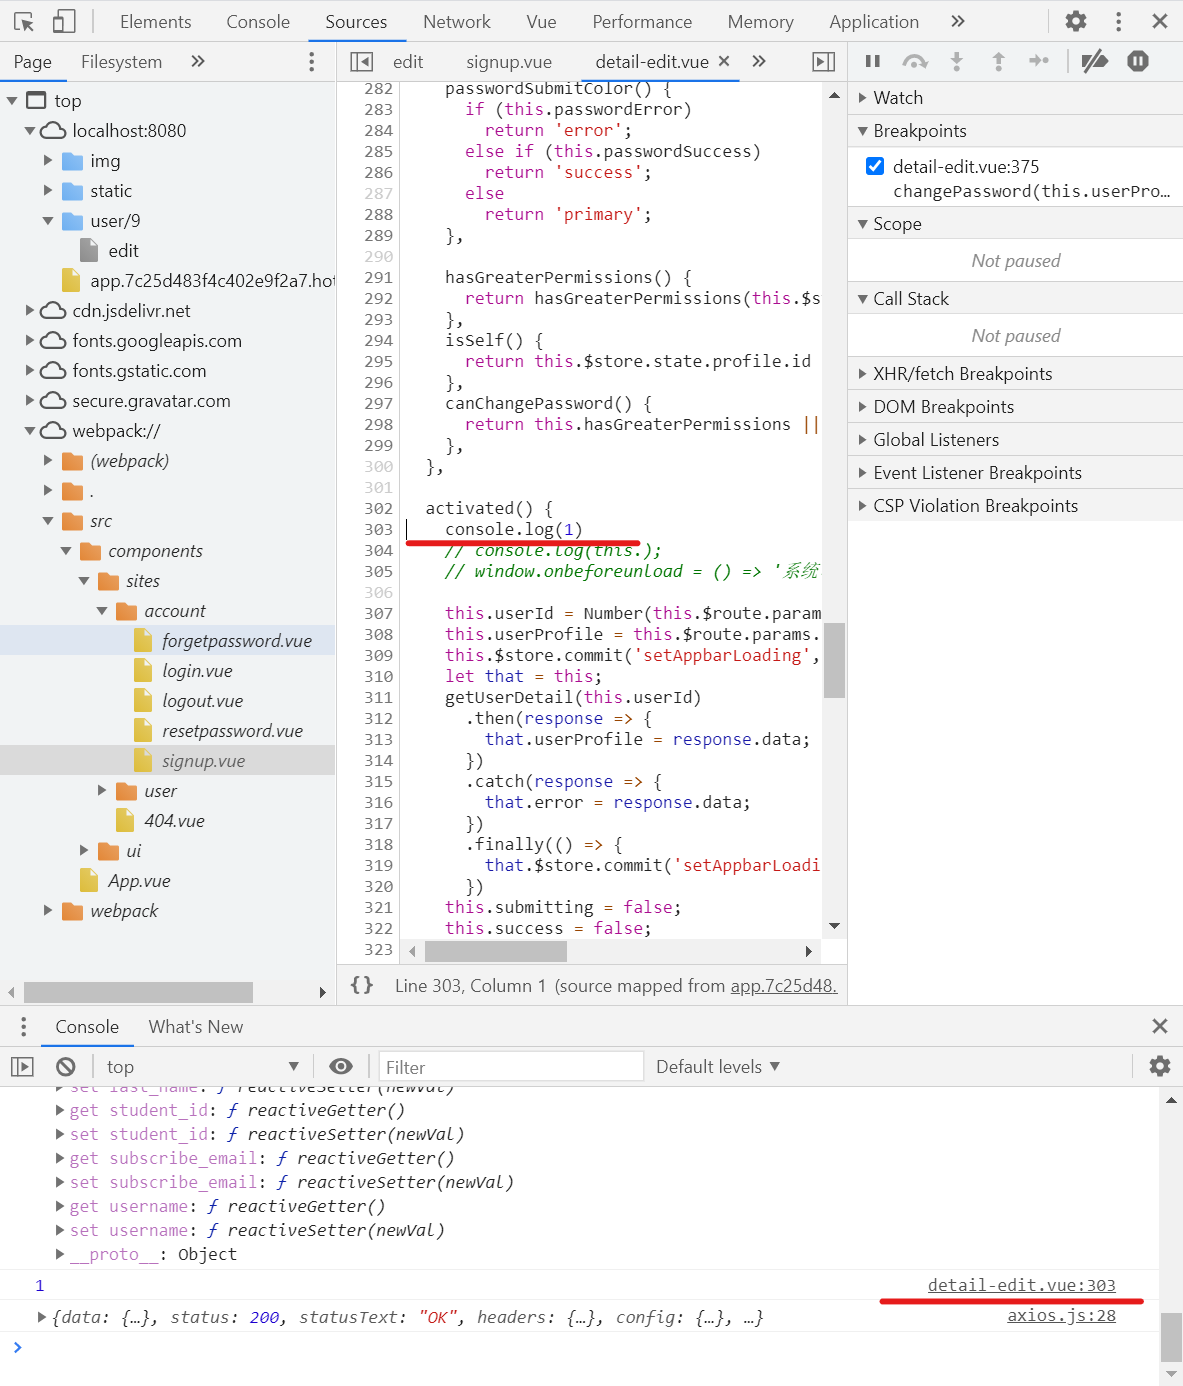 Elements Console Sources Network Vue Performance Memory Application »
Page Filesystem »
edit signup.vue detail-edit.vue × »
top
localhost:8080
img
static
user/9
edit
app.7c25d483f4c402e9f2a7.hot
cdn.jsdelivr.net
fonts.googleapis.com
fonts.gstatic.com
secure.gravatar.com
webpack://
(webpack)
.
src
components
sites
account
forgetpassword.vue
login.vue
logout.vue
resetpassword.vue
signup.vue
user
404.vue
ui
App.vue
webpack
282 passwordSubmitColor() {
283 if (this.passwordError)
284 return 'error';
285 else if (this.passwordSuccess)
286 return 'success';
287 else
288 return 'primary';
289 },
290
291 hasGreaterPermissions() {
292 return hasGreaterPermissions(this.$s
293 },
294 isSelf() {
295 return this.$store.state.profile.id
296 },
297 canChangePassword() {
298 return this.hasGreaterPermissions ||
299 },
300 },
301
302 activated() {
303 console.log(1)
304 // console.log(this.);
305 // window.onbeforeunload = () => '系统
306
307 this.userId = Number(this.$route.param
308 this.userProfile = this.$route.params.
309 this.$store.commit('setAppbarLoading',
310 let that = this;
311 getUserDetail(this.userId)
312 .then(response => {
313 that.userProfile = response.data;
314 })
315 .catch(response => {
316 that.error = response.data;
317 })
318 .finally(() => {
319 that.$store.commit('setAppbarLoadi
320 })
321 this.submitting = false;
322 this.success = false;
323
{} Line 303, Column 1 (source mapped from app.7c25d48.
Watch
Breakpoints
detail-edit.vue:375
changePassword(this.userPro…
Scope
Not paused
Call Stack
Not paused
XHR/fetch Breakpoints
DOM Breakpoints
Global Listeners
Event Listener Breakpoints
CSP Violation Breakpoints
Console What's New
top Filter Default levels
set last_name: ƒ reactiveSetter(newVal)
get student_id: ƒ reactiveGetter()
set student_id: ƒ reactiveSetter(newVal)
get subscribe_email: ƒ reactiveGetter()
set subscribe_email: ƒ reactiveSetter(newVal)
get username: ƒ reactiveGetter()
set username: ƒ reactiveSetter(newVal)
__proto__: Object
1 detail-edit.vue:303
{data: {…}, status: 200, statusText: "OK", headers: {…}, config: {…}, …} axios.js:28